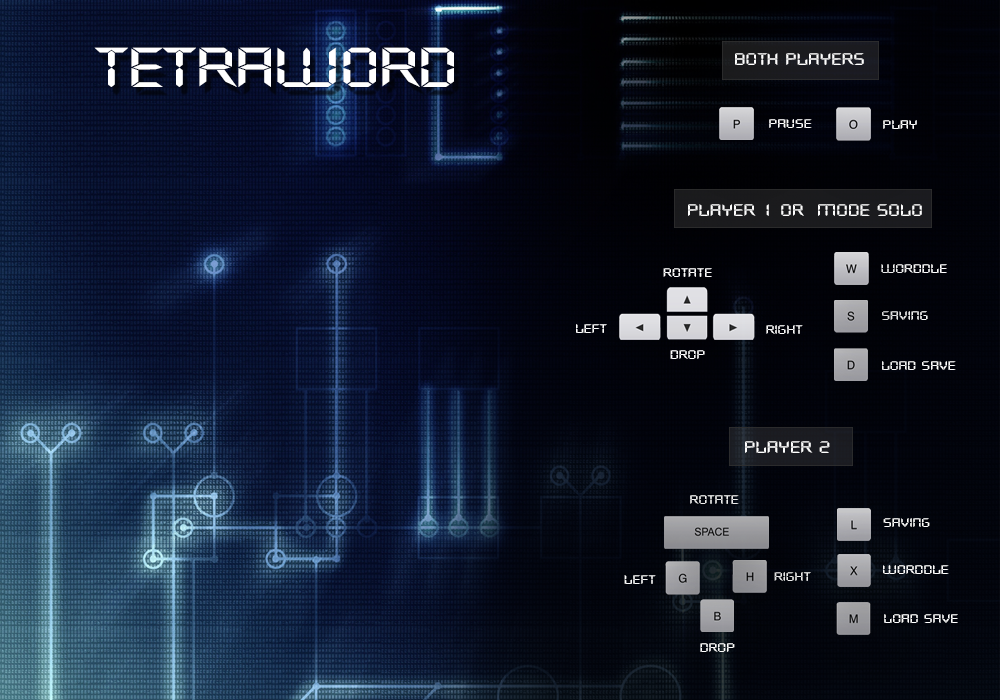 TETRAWORD
BOTH PLAYERS
P PAUSE O PLAY
PLAYER 1 OR MODE SOLO
ROTATE
▲
LEFT ◄ ▼ ► RIGHT
DROP
W WORDDLE
S SAVING
D LOAD SAVE
PLAYER 2
ROTATE
SPACE
LEFT G H RIGHT
B
DROP
L SAVING
X WORDDLE
M LOAD SAVE